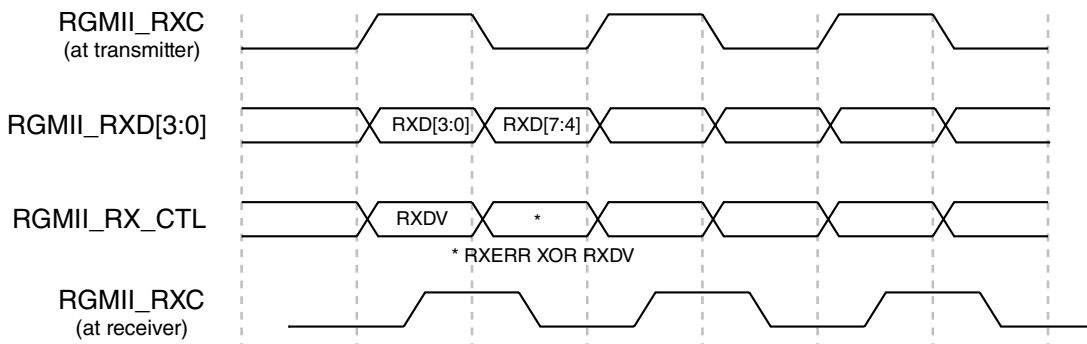 RGMII_RXC
(at transmitter)
RGMII_RXD[3:0]
RXD[3:0]
RXD[7:4]
RGMII_RX_CTL
RXDV
*
* RXERR XOR RXDV
RGMII_RXC
(at receiver)